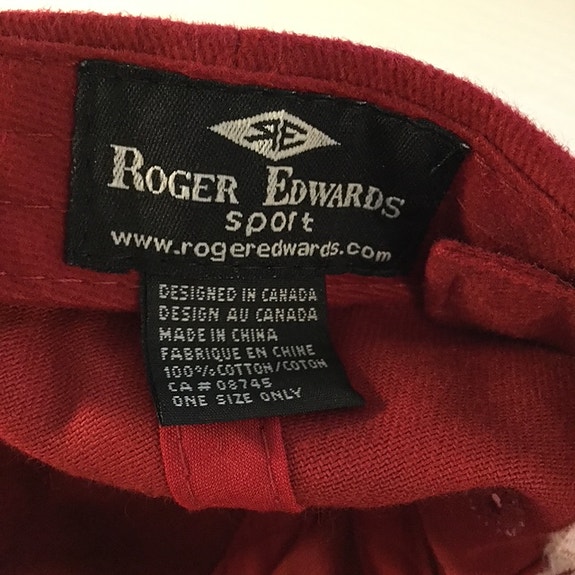 RE
ROGER EDWARDS
sport
www.rogeredwards.com
DESIGNED IN CANADA
DESIGN AU CANADA
MADE IN CHINA
FABRIQUE EN CHINE
100% COTTON/COTON
CA # 08745
ONE SIZE ONLY